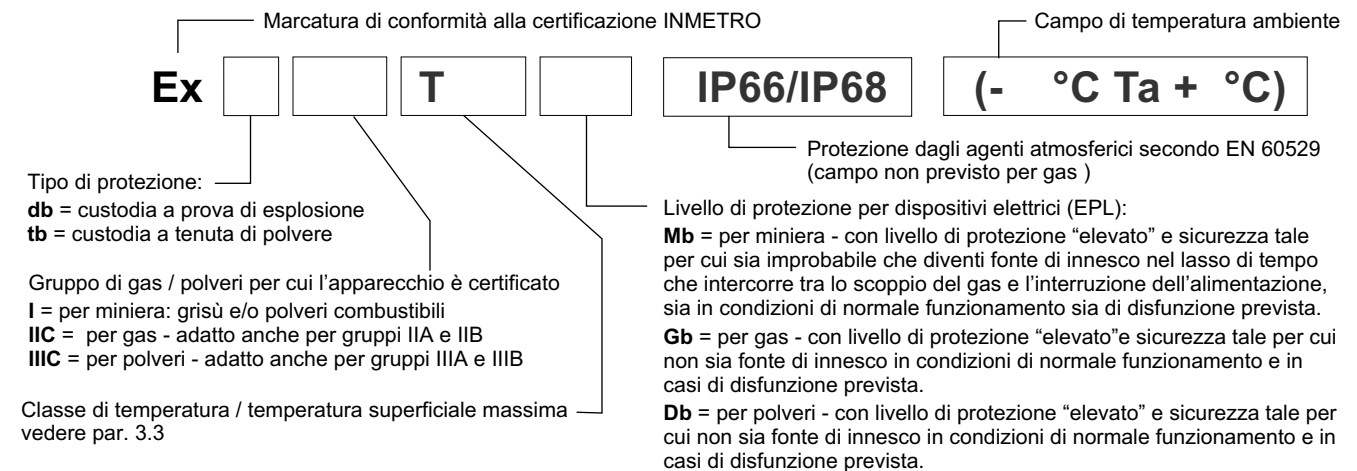 Marcatura di conformità alla certificazione INMETRO
Campo di temperatura ambiente
Ex T IP66/IP68 (- °C Ta + °C)
Protezione dagli agenti atmosferici secondo EN 60529
(campo non previsto per gas )
Tipo di protezione:
db = custodia a prova di esplosione
tb = custodia a tenuta di polvere
Gruppo di gas / polveri per cui l'apparecchio è certificato
I = per miniera: grisù e/o polveri combustibili
IIC = per gas - adatto anche per gruppi IIA e IIB
IIIC = per polveri - adatto anche per gruppi IIIA e IIIB
Classe di temperatura / temperatura superficiale massima
vedere par. 3.3
Livello di protezione per dispositivi elettrici (EPL):
Mb = per miniera - con livello di protezione “elevato” e sicurezza tale
per cui sia improbabile che diventi fonte di innesco nel lasso di tempo
che intercorre tra lo scoppio del gas e l'interruzione dell'alimentazione,
sia in condizioni di normale funzionamento sia di disfunzione prevista.
Gb = per gas - con livello di protezione “elevato”e sicurezza tale per cui
non sia fonte di innesco in condizioni di normale funzionamento e in
casi di disfunzione prevista.
Db = per polveri - con livello di protezione “elevato” e sicurezza tale per
cui non sia fonte di innesco in condizioni di normale funzionamento e in
casi di disfunzione prevista.